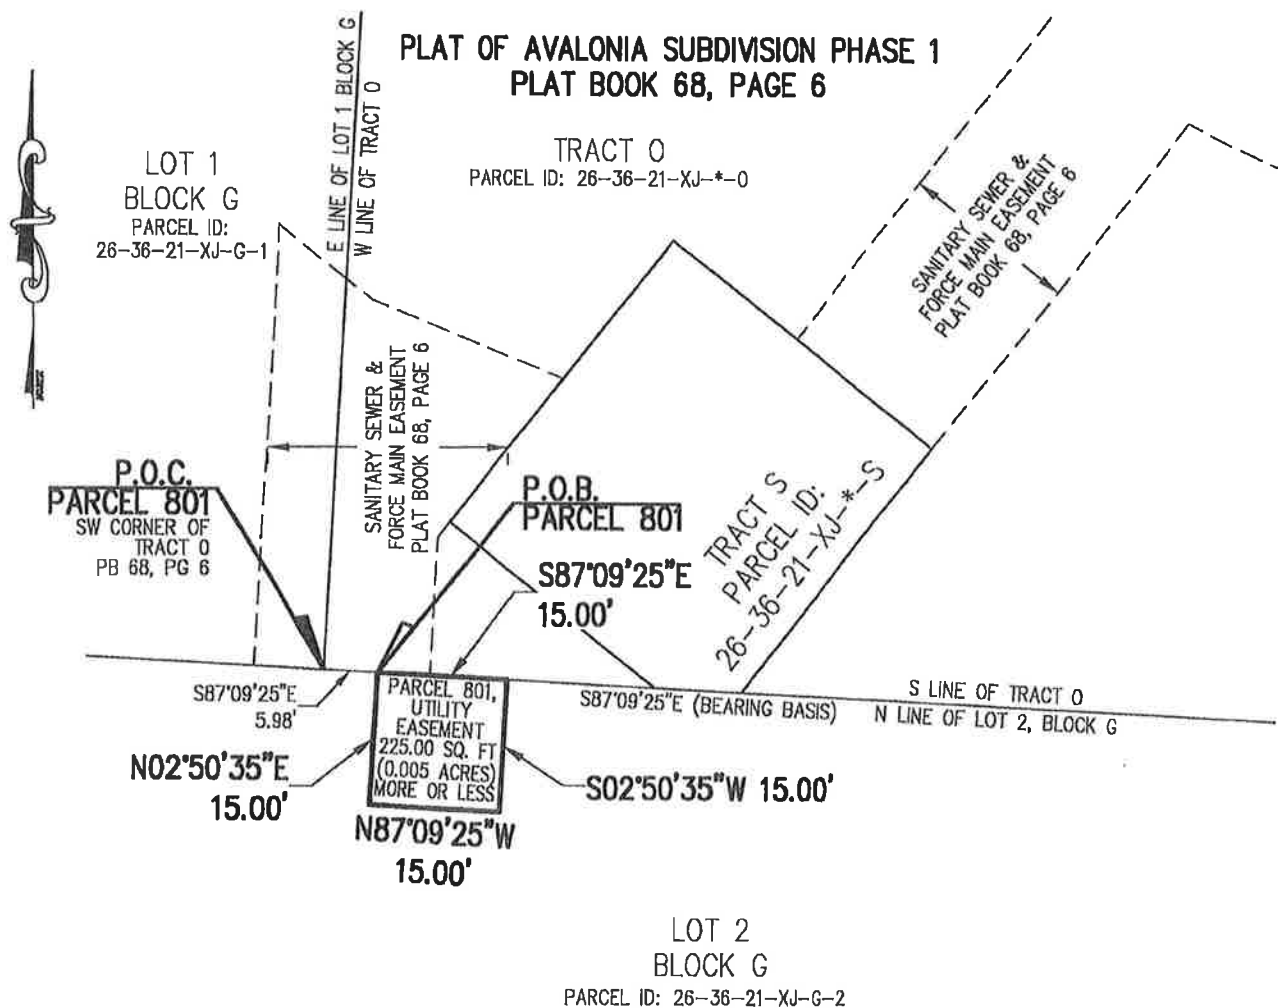 PLAT OF AVALONIA SUBDIVISION PHASE 1
PLAT BOOK 68, PAGE 6
E LINE OF LOT 1 BLOCK G
W LINE OF TRACT O
LOT 1
BLOCK G
PARCEL ID:
26-36-21-XJ-G-1
TRACT O
PARCEL ID: 26-36-21-XJ-*-O
SANITARY SEWER &
FORCE MAIN EASEMENT
PLAT BOOK 68, PAGE 6
SANITARY SEWER &
FORCE MAIN EASEMENT
PLAT BOOK 68, PAGE 6
P.O.C.
PARCEL 801
SW CORNER OF
TRACT O
PB 68, PG 6
P.O.B.
PARCEL 801
TRACT S
PARCEL ID:
26-36-21-XJ-*-S
S87°09'25"E
15.00'
S87°09'25"E
5.98'
PARCEL 801,
UTILITY
EASEMENT
225.00 SQ. FT
(0.005 ACRES)
MORE OR LESS
S87°09'25"E (BEARING BASIS)
S LINE OF TRACT O
N LINE OF LOT 2, BLOCK G
N02°50'35"E
15.00'
S02°50'35"W 15.00'
N87°09'25"W
15.00'
LOT 2
BLOCK G
PARCEL ID: 26-36-21-XJ-G-2